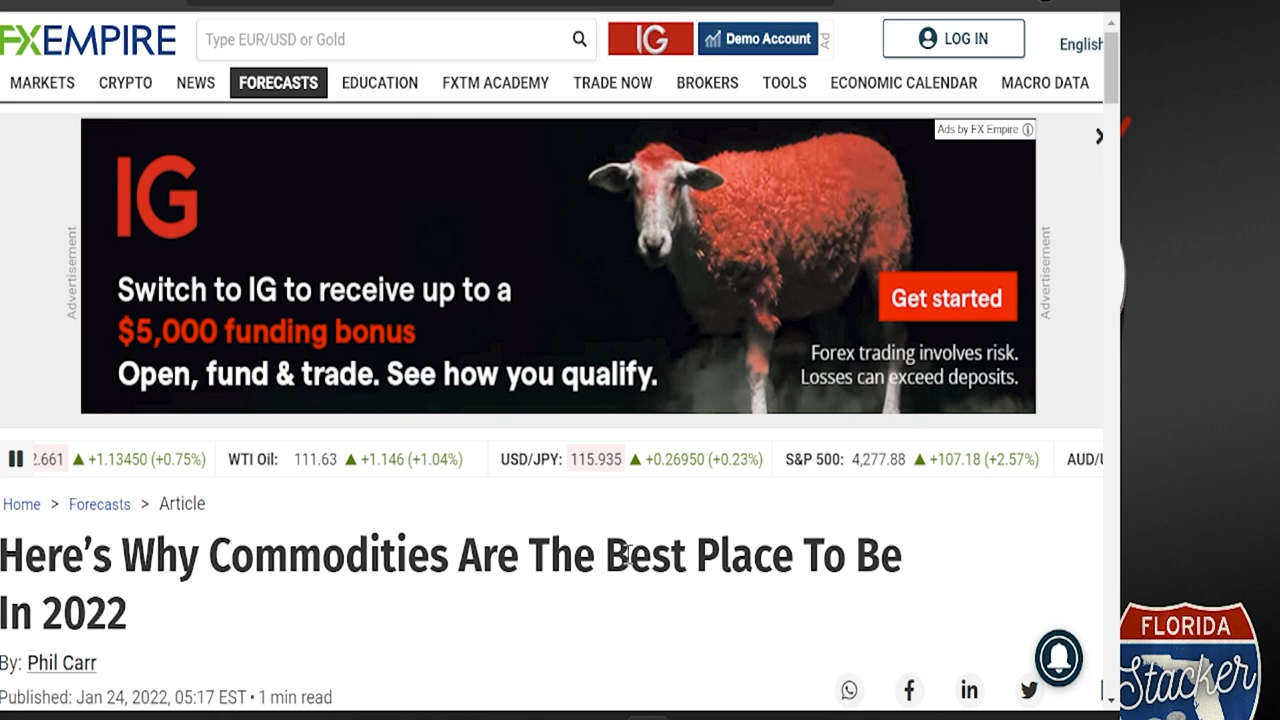 FXEMPIRE
Type EUR/USD or Gold
IG
Demo Account
Ad
LOG IN
English
MARKETS CRYPTO NEWS FORECASTS EDUCATION FXTM ACADEMY TRADE NOW BROKERS TOOLS ECONOMIC CALENDAR MACRO DATA
Ads by FX Empire
Advertisement
IG
Switch to IG to receive up to a
$5,000 funding bonus
Open, fund & trade. See how you qualify.
Get started
Forex trading involves risk.
Losses can exceed deposits.
Advertisement
2.661 ▲ +1.13450 (+0.75%) WTI Oil: 111.63 ▲ +1.146 (+1.04%) USD/JPY: 115.935 ▲ +0.26950 (+0.23%) S&P 500: 4,277.88 ▲ +107.18 (+2.57%) AUD/
Home > Forecasts > Article
Here's Why Commodities Are The Best Place To Be
In 2022
By: Phil Carr
Published: Jan 24, 2022, 05:17 EST • 1 min read
FLORIDA
Stacker